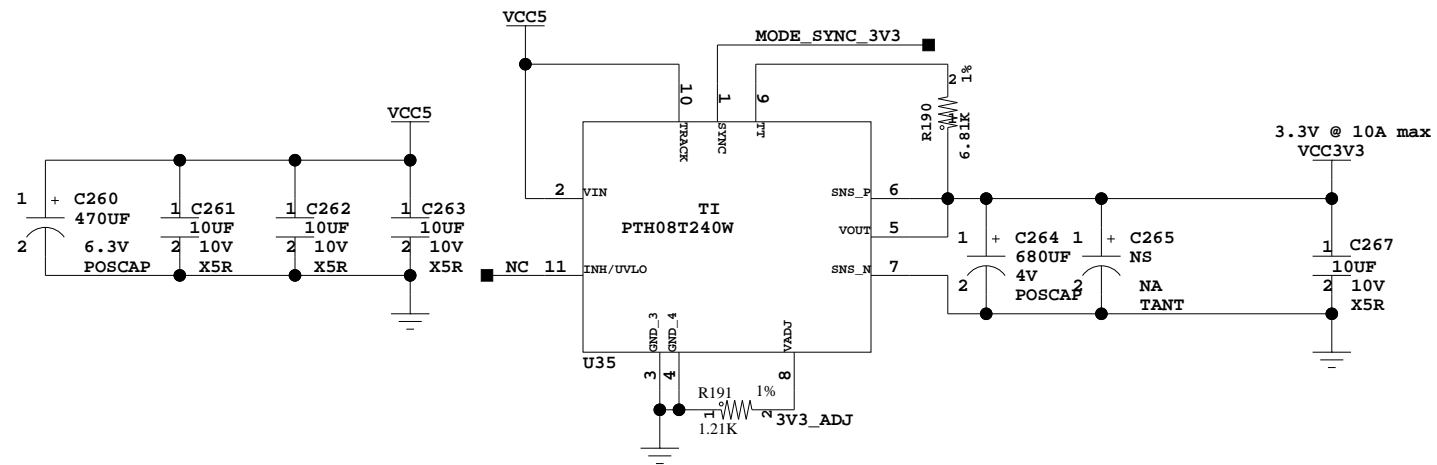 VCC5
MODE_SYNC_3V3
10
1
9
2
1%
R190
1
6.81K
TRACK
SYNC
TT
VCC5
3.3V @ 10A max
VCC3V3
1 + C260
470UF
2
6.3V
POSCAP
1 C261
10UF
2 10V
X5R
1 C262
10UF
2 10V
X5R
1 C263
10UF
2 10V
X5R
2 VIN
TI
PTH08T240W
SNS_P 6
VOUT 5
SNS_N 7
NC 11 INH/UVLO
1 + C264
680UF
4V
2 POSCAP
1 + C265
NS
2 NA
TANT
1 C267
10UF
2 10V
X5R
GND_3
GND_4
VADJ
U35
3
4
8
R191 1%
1 2
1.21K
3V3_ADJ